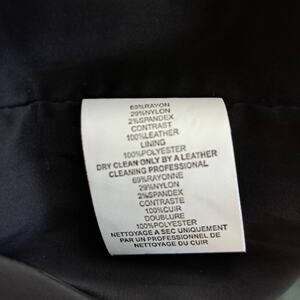 69%RAYON
29%NYLON
2%SPANDEX
CONTRAST
100%LEATHER
LINING
100%POLYESTER
DRY CLEAN ONLY BY A LEATHER
CLEANING PROFESSIONAL
69%RAYONNE
29%NYLON
2%SPANDEX
CONTRASTE
100%CUIR
DOUBLURE
100%POLYESTER
NETTOYAGE A SEC UNIQUEMENT
PAR UN PROFESSIONNEL DE
NETTOYAGE DU CUIR